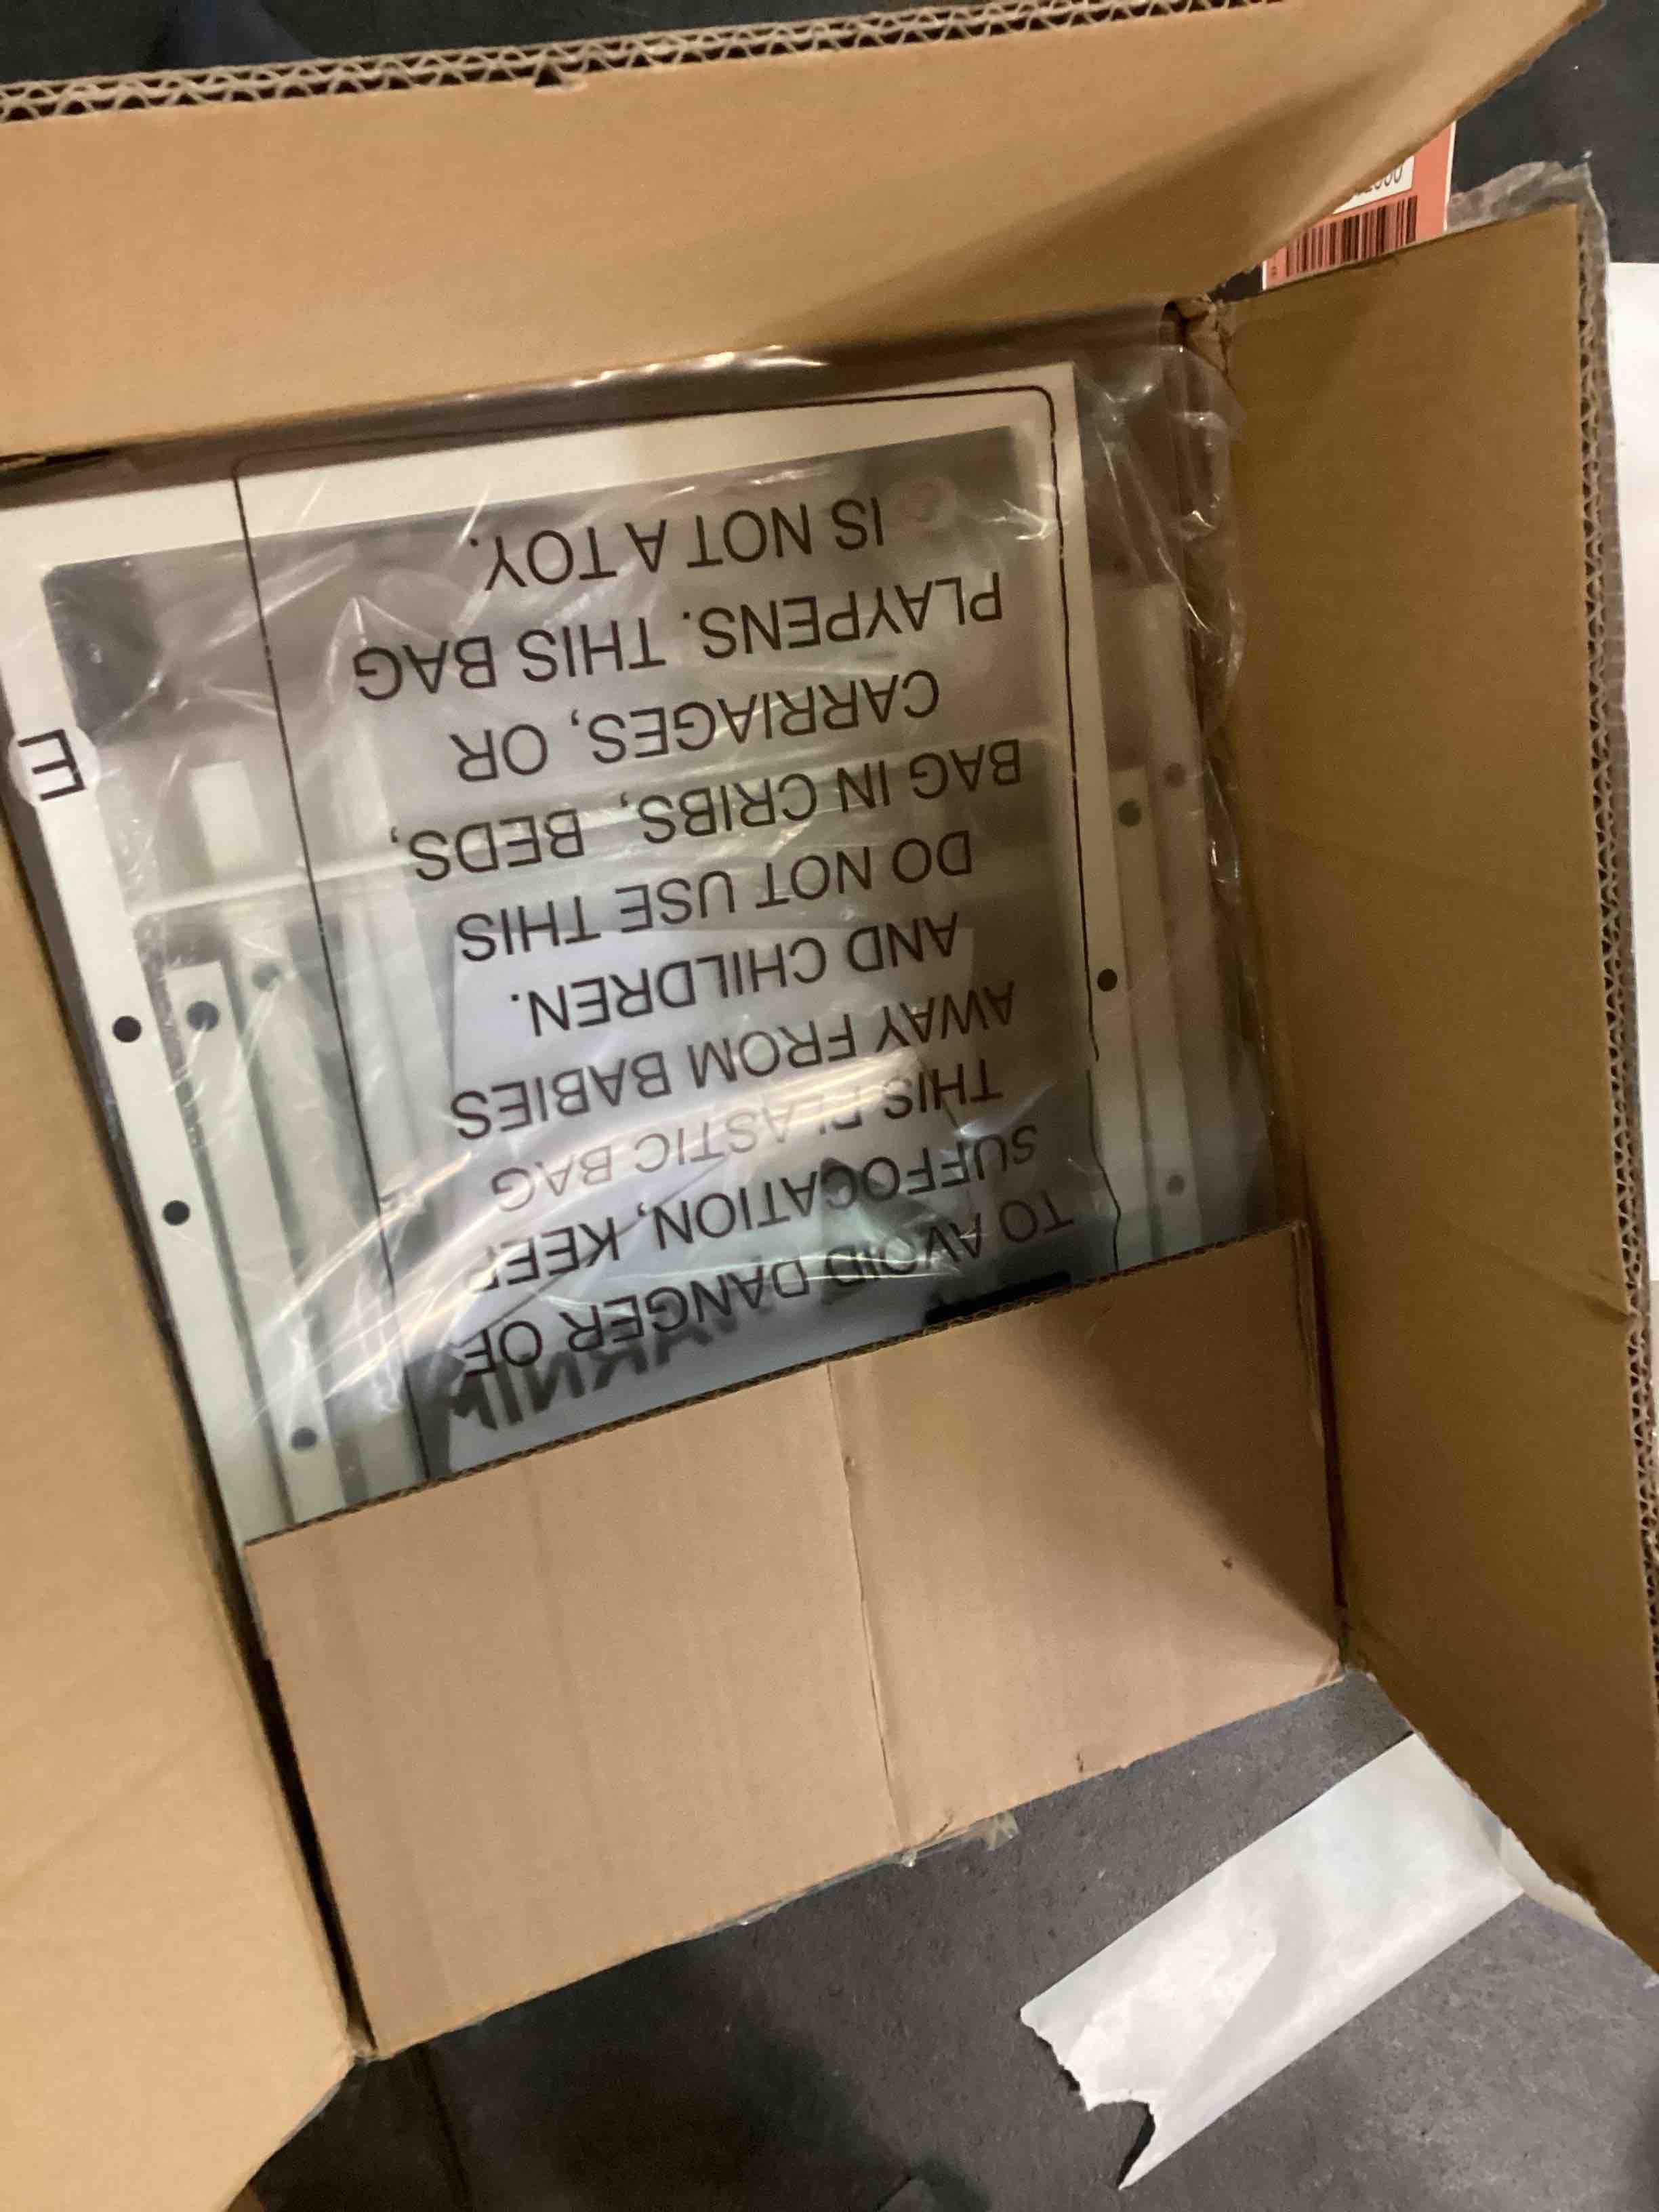 TO AVOID DANGER OF
SUFFOCATION, KEEP
THIS PLASTIC BAG
AWAY FROM BABIES
AND CHILDREN.
DO NOT USE THIS
BAG IN CRIBS, BEDS,
CARRIAGES, OR
PLAYPENS. THIS BAG
IS NOT A TOY.
E